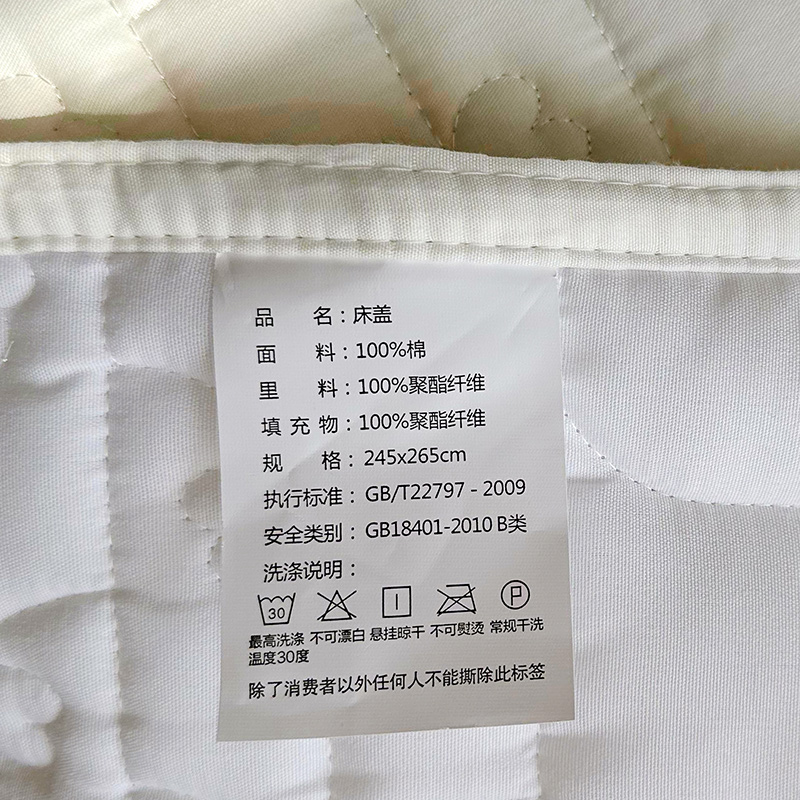 品 名：床盖
面 料：100%棉
里 料：100%聚酯纤维
填 充 物：100%聚酯纤维
规 格：245x265cm
执行标准：GB/T22797 - 2009
安全类别：GB18401-2010 B类
洗涤说明：
30 P
最高洗涤 不可漂白 悬挂晾干 不可熨烫 常规干洗
温度30度
除了消费者以外任何人不能撕除此标签